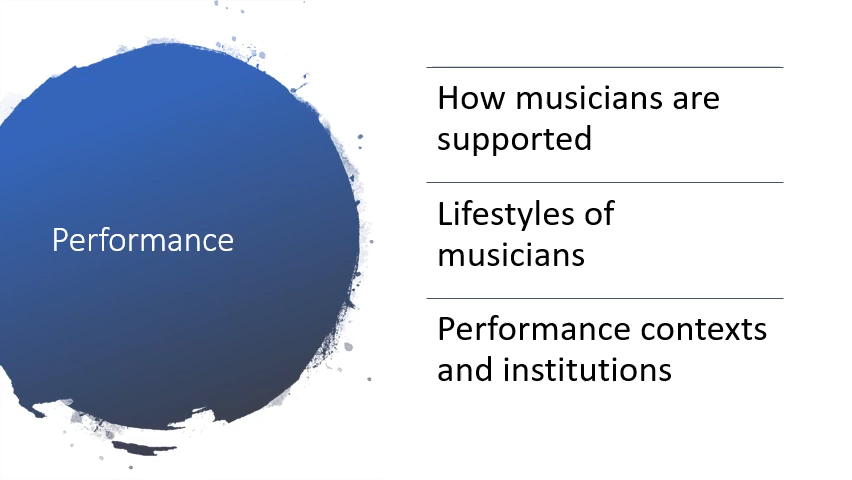 Performance
How musicians are
supported
Lifestyles of
musicians
Performance contexts
and institutions